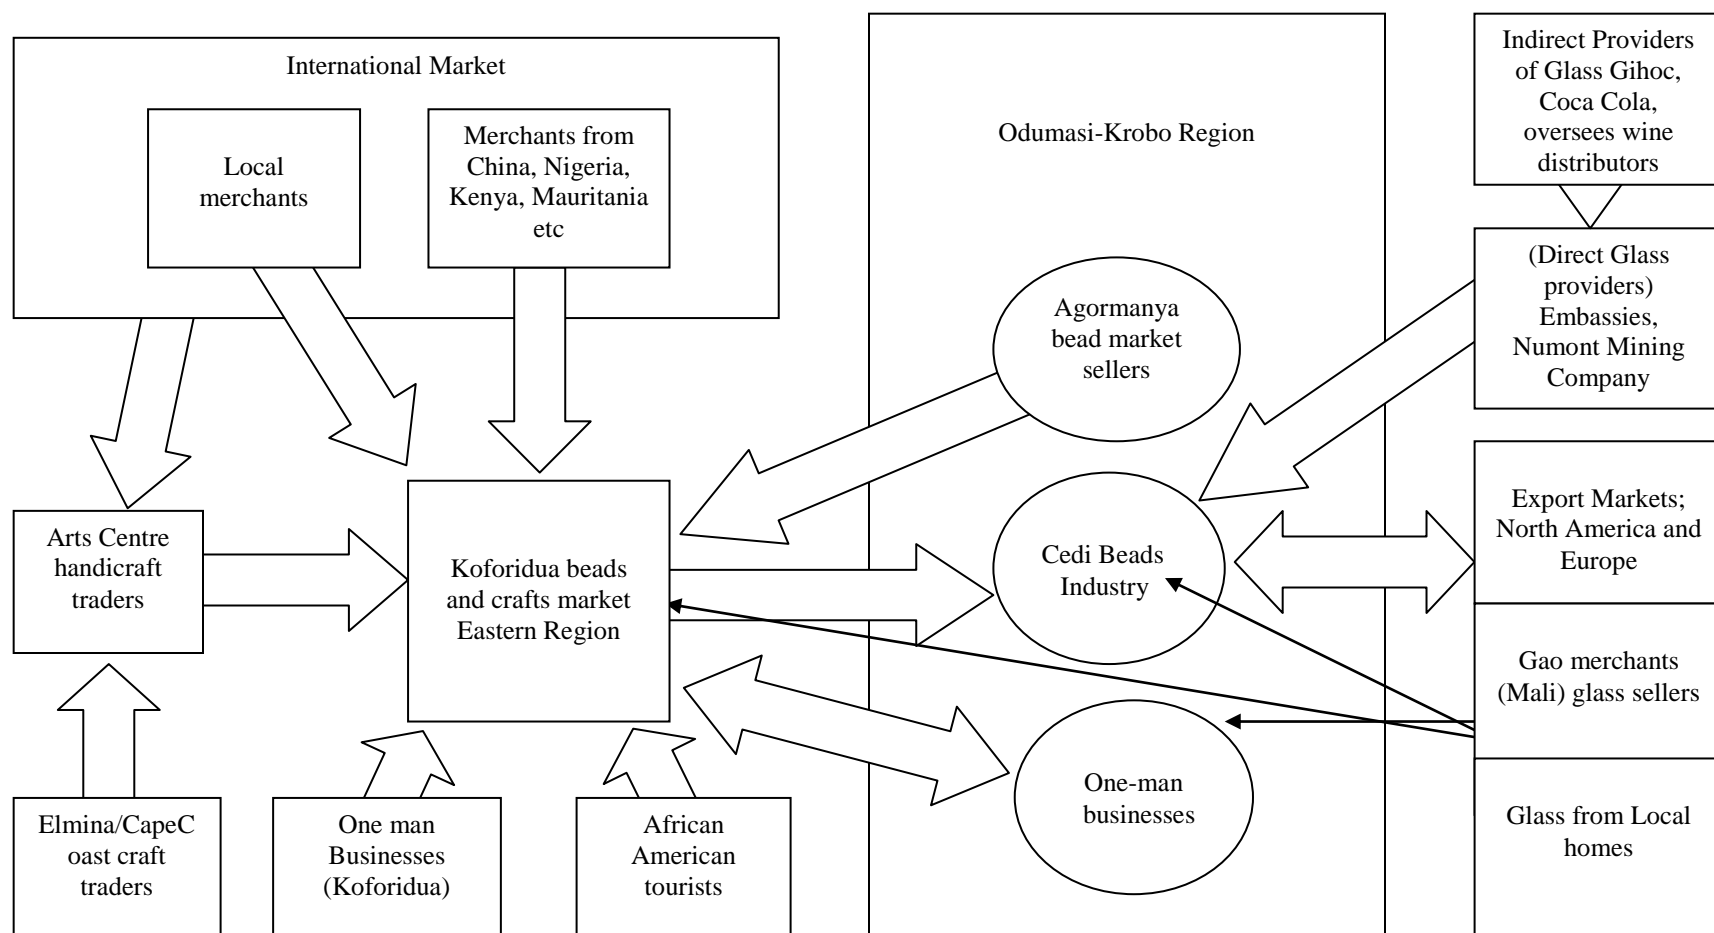 International Market
Local
merchants
Merchants from
China, Nigeria,
Kenya, Mauritania
etc
Odumasi-Krobo Region
Indirect Providers
of Glass Gihoc,
Coca Cola,
oversees wine
distributors
(Direct Glass
providers)
Embassies,
Numont Mining
Company
Agormanya
bead market
sellers
Export Markets;
North America and
Europe
Arts Centre
handicraft
traders
Koforidua beads
and crafts market
Eastern Region
Cedi Beads
Industry
Gao merchants
(Mali) glass sellers
One-man
businesses
Elmina/CapeC
oast craft
traders
One man
Businesses
(Koforidua)
African
American
tourists
Glass from Local
homes